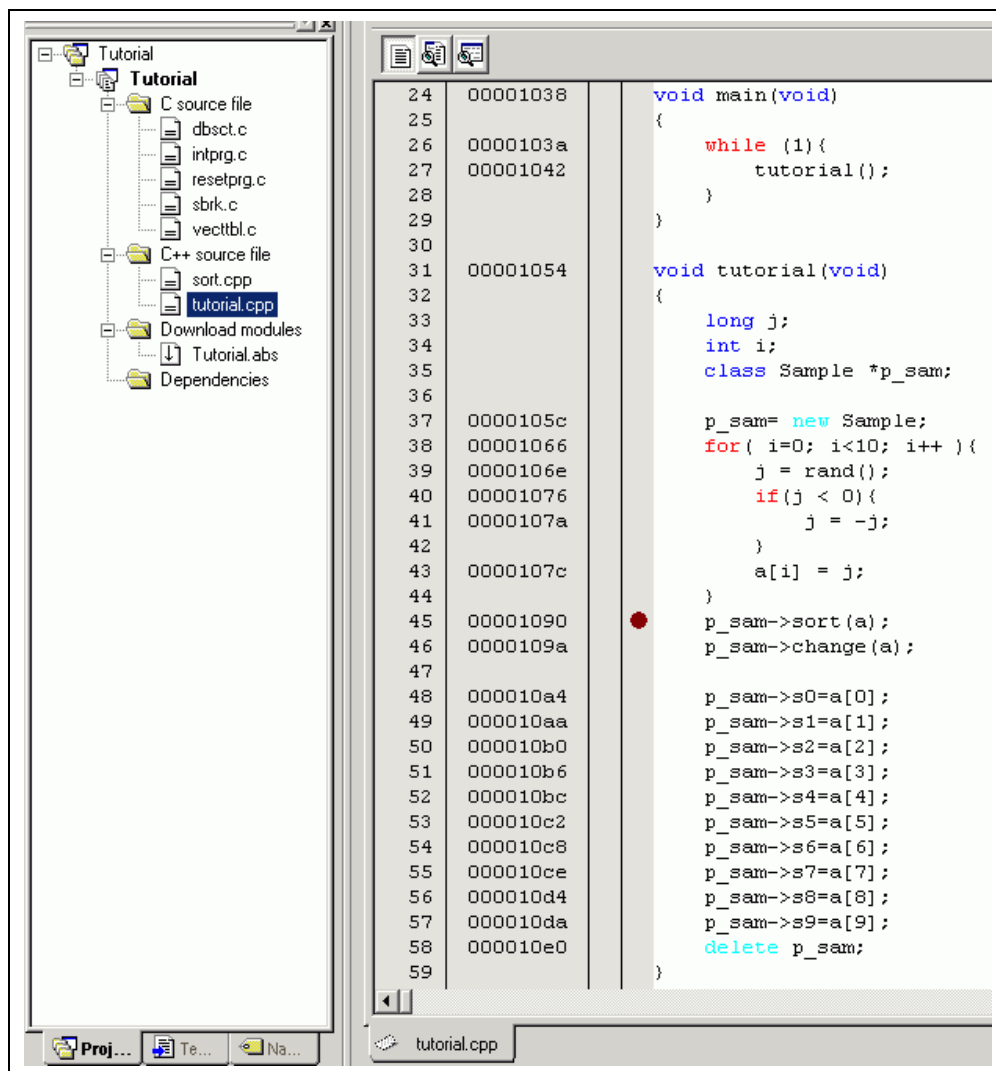 Tutorial
Tutorial
C source file
dbsct.c
intprg.c
resetprg.c
sbrk.c
vecttbl.c
C++ source file
sort.cpp
tutorial.cpp
Download modules
Tutorial.abs
Dependencies
Proj...
Te...
Na...
24 00001038 void main(void)
25 {
26 0000103a while (1){
27 00001042 tutorial();
28 }
29 }
30
31 00001054 void tutorial(void)
32 {
33 long j;
34 int i;
35 class Sample *p_sam;
36
37 0000105c p_sam= new Sample;
38 00001066 for( i=0; i<10; i++ ){
39 0000106e j = rand();
40 00001076 if(j < 0){
41 0000107a j = -j;
42 }
43 0000107c a[i] = j;
44 }
45 00001090 p_sam->sort(a);
46 0000109a p_sam->change(a);
47
48 000010a4 p_sam->s0=a[0];
49 000010aa p_sam->s1=a[1];
50 000010b0 p_sam->s2=a[2];
51 000010b6 p_sam->s3=a[3];
52 000010bc p_sam->s4=a[4];
53 000010c2 p_sam->s5=a[5];
54 000010c8 p_sam->s6=a[6];
55 000010ce p_sam->s7=a[7];
56 000010d4 p_sam->s8=a[8];
57 000010da p_sam->s9=a[9];
58 000010e0 delete p_sam;
59 }
tutorial.cpp